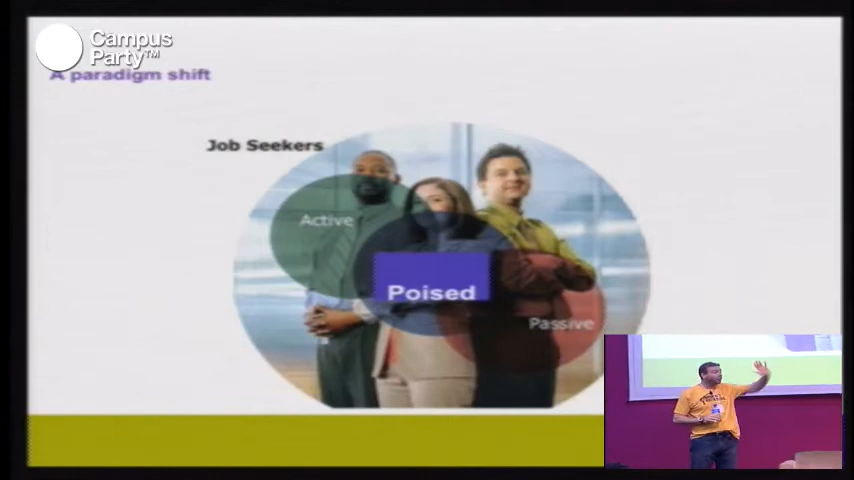 Campus
Party™
A paradigm shift
Job Seekers
Active
Poised
Passive